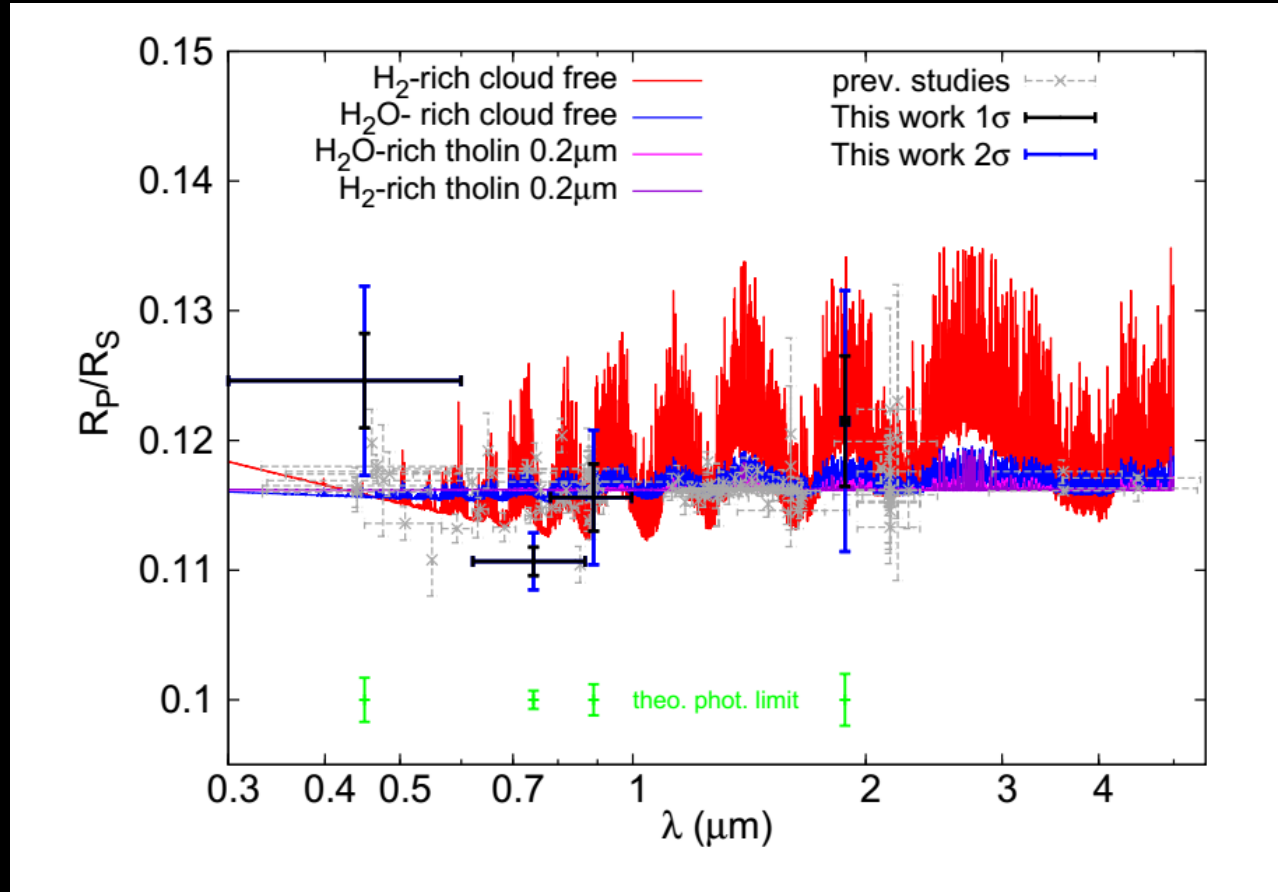 0.15
0.14
0.13
0.12
0.11
0.1
R_P/R_S
H₂-rich cloud free
H₂O- rich cloud free
H₂O-rich tholin 0.2μm
H₂-rich tholin 0.2μm
prev. studies
This work 1σ
This work 2σ
theo. phot. limit
0.3 0.4 0.5 0.7 1 2 3 4
λ (μm)